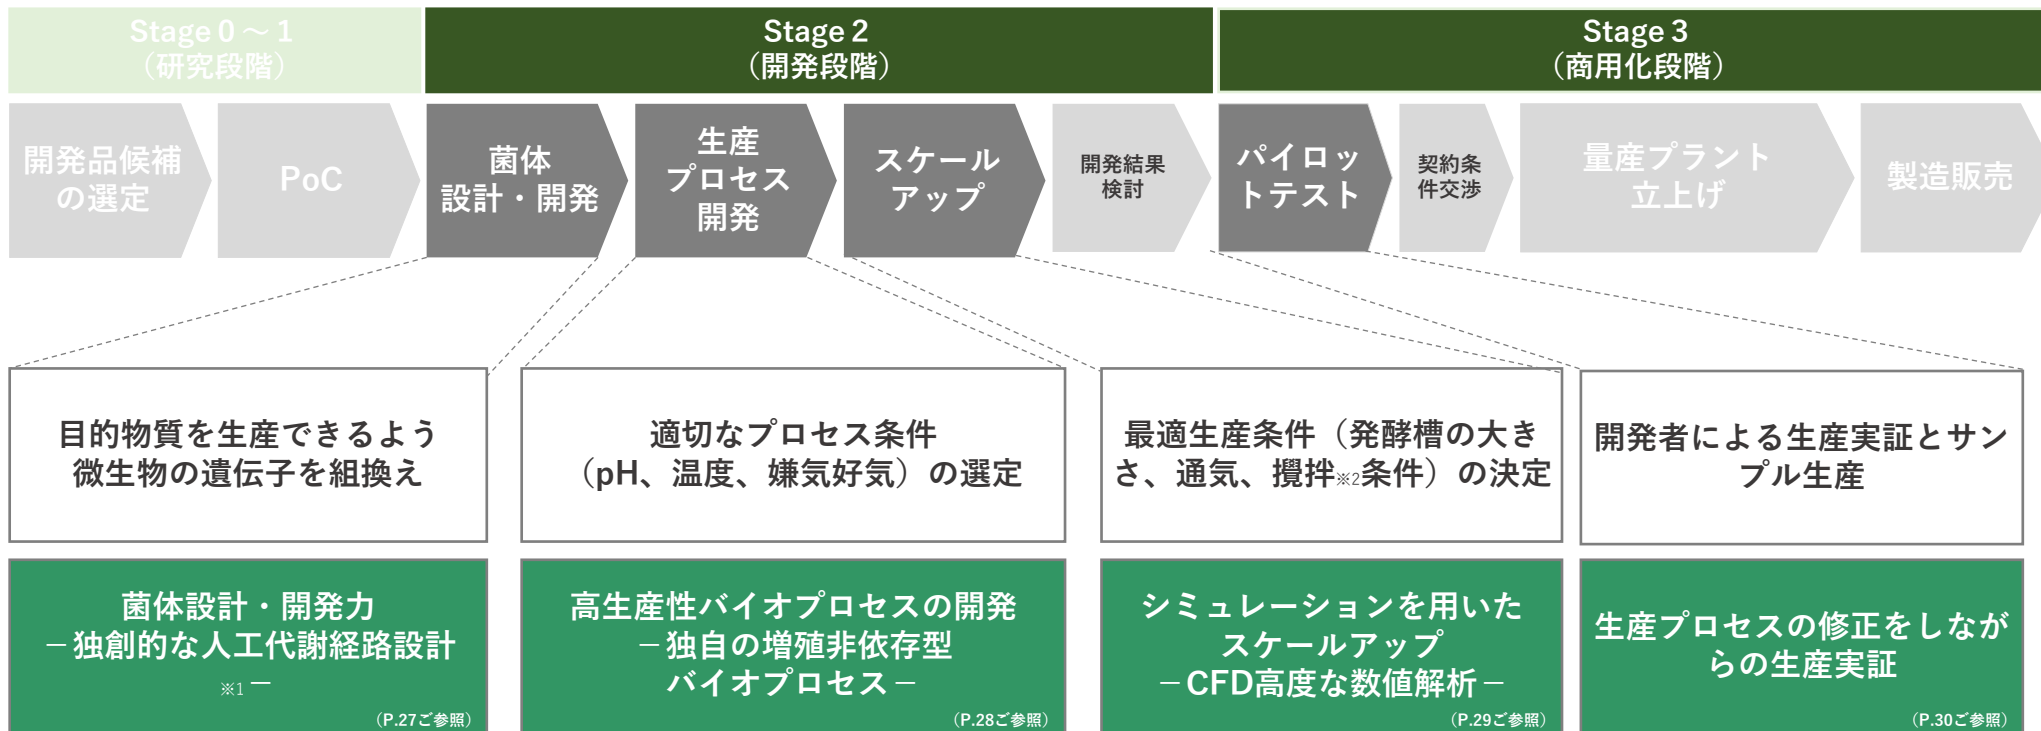 Stage 0 ～ 1
（研究段階）
Stage 2
（開発段階）
Stage 3
（商用化段階）
開発品候補
の選定
PoC
菌体
設計・開発
生産
プロセス
開発
スケール
アップ
開発結果
検討
パイロッ
トテスト
契約条
件交渉
量産プラント
立上げ
製造販売
目的物質を生産できるよう
微生物の遺伝子を組換え
適切なプロセス条件
（pH、温度、嫌気好気）の選定
最適生産条件（発酵槽の大き
さ、通気、攪拌※2条件）の決定
開発者による生産実証とサン
プル生産
菌体設計・開発力
－独創的な人工代謝経路設計
※1－
（P.27ご参照）
高生産性バイオプロセスの開発
－独自の増殖非依存型
バイオプロセス－
（P.28ご参照）
シミュレーションを用いた
スケールアップ
－CFD高度な数値解析－
（P.29ご参照）
生産プロセスの修正をしなが
らの生産実証
（P.30ご参照）